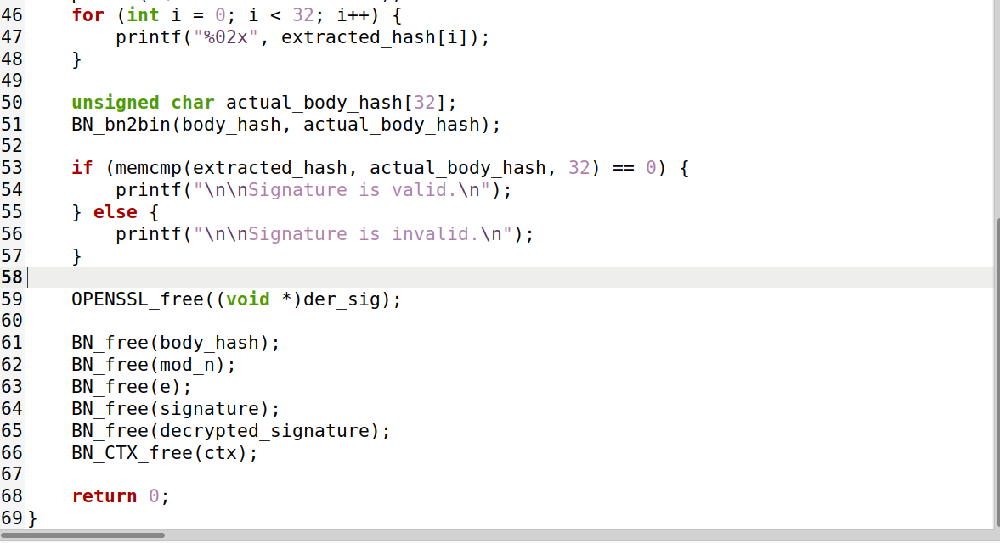 46    for (int i = 0; i < 32; i++) {
47        printf("%02x", extracted_hash[i]);
48    }
49
50    unsigned char actual_body_hash[32];
51    BN_bn2bin(body_hash, actual_body_hash);
52
53    if (memcmp(extracted_hash, actual_body_hash, 32) == 0) {
54        printf("\n\nSignature is valid.\n");
55    } else {
56        printf("\n\nSignature is invalid.\n");
57    }
58
59    OPENSSL_free((void *)der_sig);
60
61    BN_free(body_hash);
62    BN_free(mod_n);
63    BN_free(e);
64    BN_free(signature);
65    BN_free(decrypted_signature);
66    BN_CTX_free(ctx);
67
68    return 0;
69 }